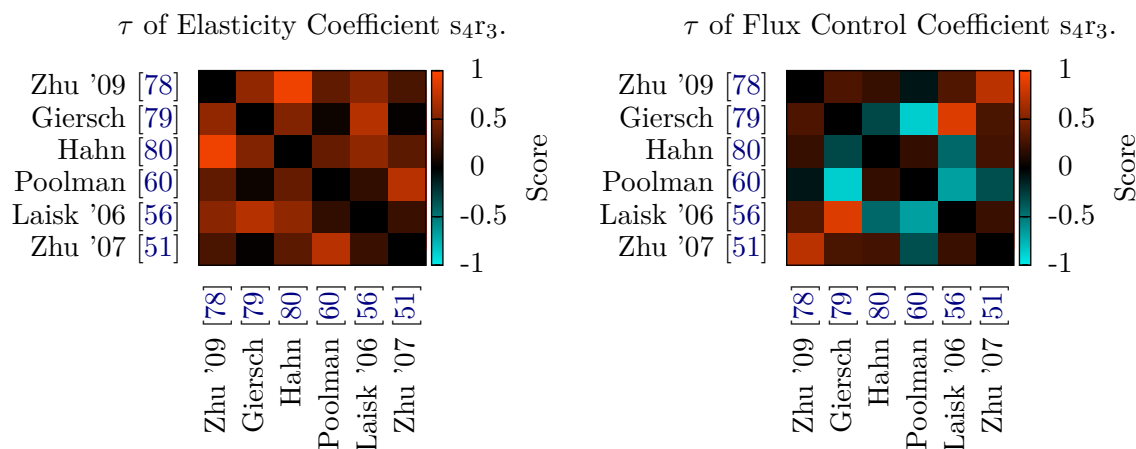 τ of Elasticity Coefficient s₄r₃.
Zhu '09 [78]
Giersch [79]
Hahn [80]
Poolman [60]
Laisk '06 [56]
Zhu '07 [51]
Zhu '09 [78]
Giersch [79]
Hahn [80]
Poolman [60]
Laisk '06 [56]
Zhu '07 [51]
1
0.5
0
-0.5
-1
Score
τ of Flux Control Coefficient s₄r₃.
Zhu '09 [78]
Giersch [79]
Hahn [80]
Poolman [60]
Laisk '06 [56]
Zhu '07 [51]
Zhu '09 [78]
Giersch [79]
Hahn [80]
Poolman [60]
Laisk '06 [56]
Zhu '07 [51]
1
0.5
0
-0.5
-1
Score